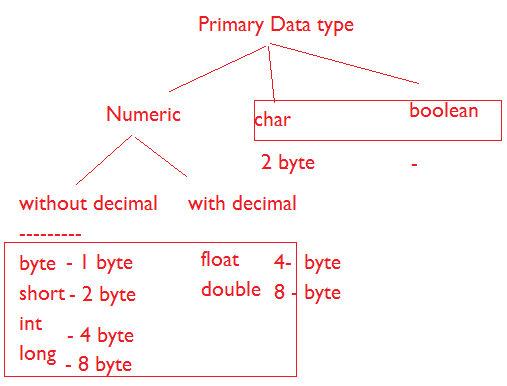 Primary Data type
Numeric
char
boolean
2 byte
-
without decimal
with decimal
---------
byte - 1 byte
float 4- byte
short - 2 byte
double 8 - byte
int - 4 byte
long - 8 byte